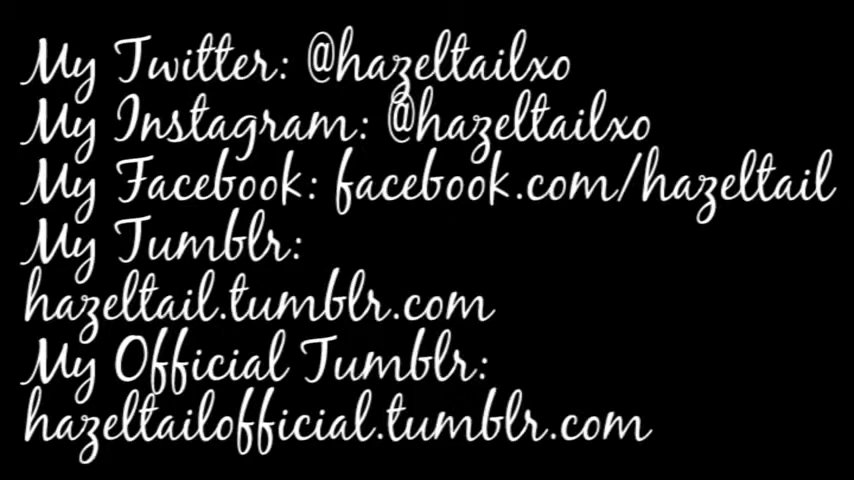 My Twitter: @hazeltailxo
My Instagram: @hazeltailxo
My Facebook: facebook.com/hazeltail
My Tumblr:
hazeltail.tumblr.com
My Official Tumblr:
hazeltailofficial.tumblr.com